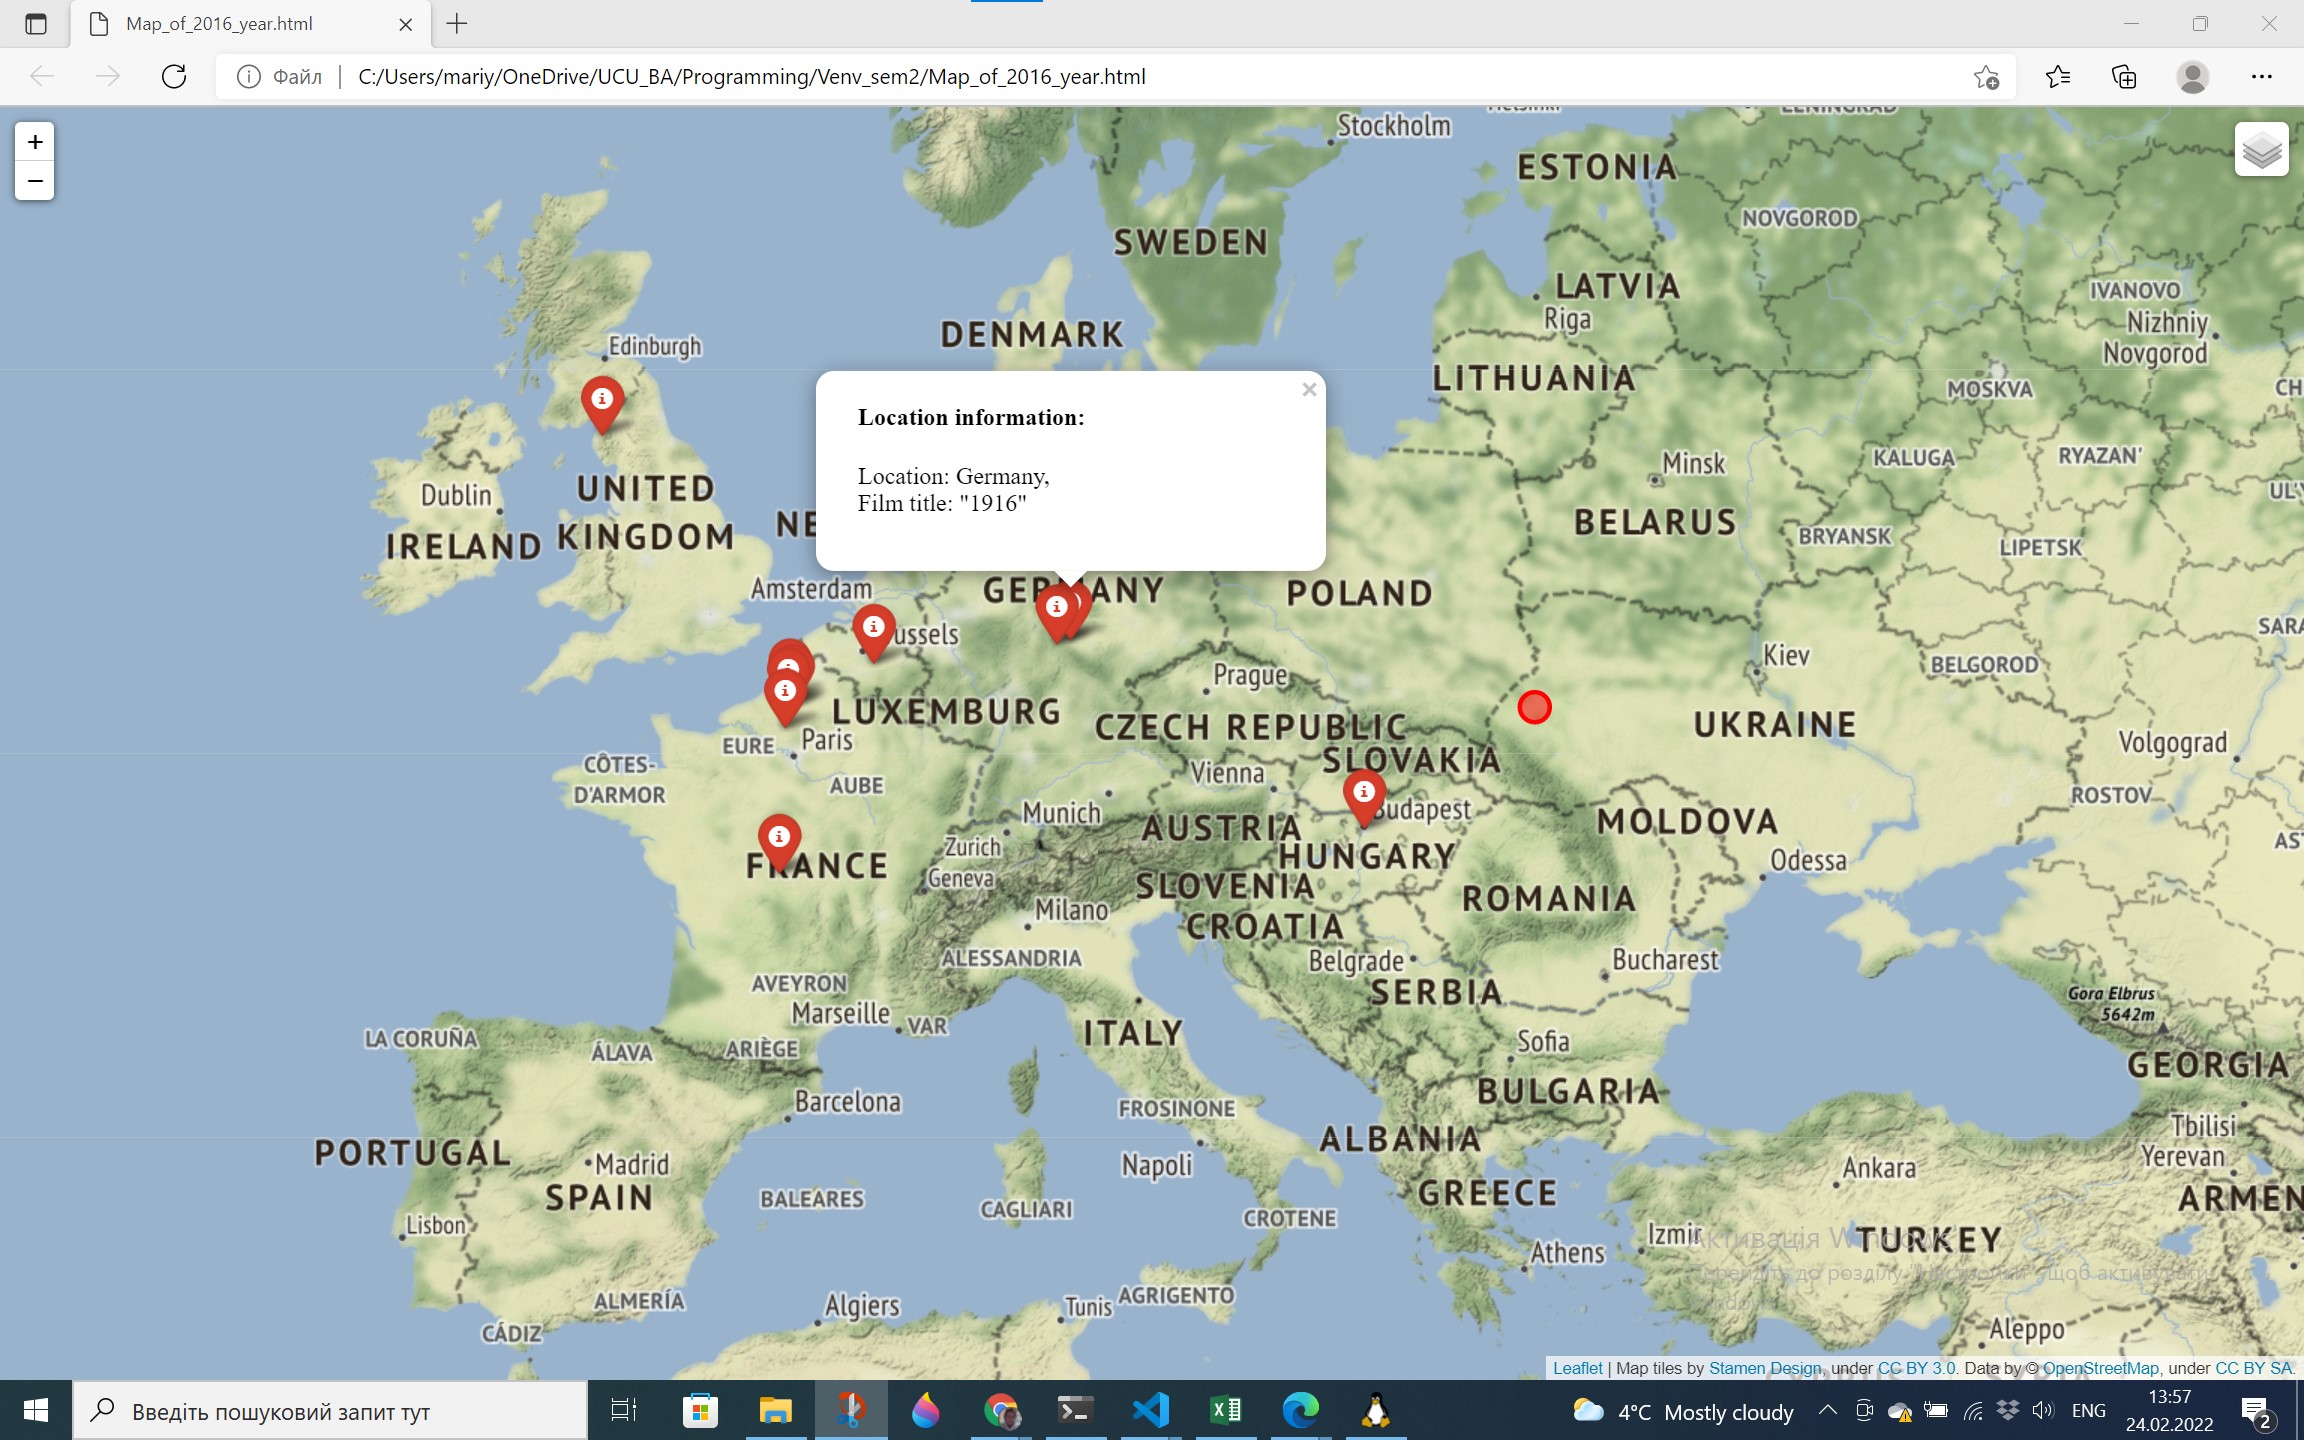 Map_of_2016_year.html
Файл
C:/Users/mariy/OneDrive/UCU_BA/Programming/Venv_sem2/Map_of_2016_year.html
+
−
Stockholm
ESTONIA
NOVGOROD
SWEDEN
LATVIA
Riga
IVANOVO
Nizhniy
Novgorod
DENMARK
Edinburgh
LITHUANIA
MOSKVA
CH
Location information:
Location: Germany,
Film title: "1916"
Minsk
KALUGA
RYAZAN'
UL'Y
Dublin
UNITED
KINGDOM
IRELAND
NE
BELARUS
BRYANSK
LIPETSK
Amsterdam
GERMANY
POLAND
ussels
SARA
Kiev
BELGOROD
Prague
LUXEMBURG
CZECH REPUBLIC
UKRAINE
EURE
Paris
Volgograd
SLOVAKIA
CÔTES-
D'ARMOR
Vienna
AUBE
ROSTOV
Munich
Budapest
AUSTRIA
MOLDOVA
AST
Zurich
FRANCE
HUNGARY
Odessa
Geneva
SLOVENIA
ROMANIA
Milano
CROATIA
ALESSANDRIA
Belgrade
Bucharest
AVEYRON
SERBIA
Gora Elbrus
5642m
Marseille
VAR
ITALY
LA CORUÑA
ÁLAVA
ARIÈGE
Sofia
GEORGIA
BULGARIA
Barcelona
FROSINONE
Tbilisi
PORTUGAL
Madrid
ALBANIA
Napoli
Yerevan
Ankara
SPAIN
BALEARES
CAGLIARI
GREECE
ARMEN
CROTENE
Lisbon
Izmir
TURKEY
Активація Windows
Athens
Перейдіть до розділу "Настройки", щоб активувати
Windows.
ALMERÍA
Algiers
Tunis
AGRIGENTO
CÁDIZ
Aleppo
Leaflet | Map tiles by Stamen Design, under CC BY 3.0. Data by © OpenStreetMap, under CC BY SA.
Введіть пошуковий запит тут
4°C Mostly cloudy
ENG
13:57
24.02.2022
2